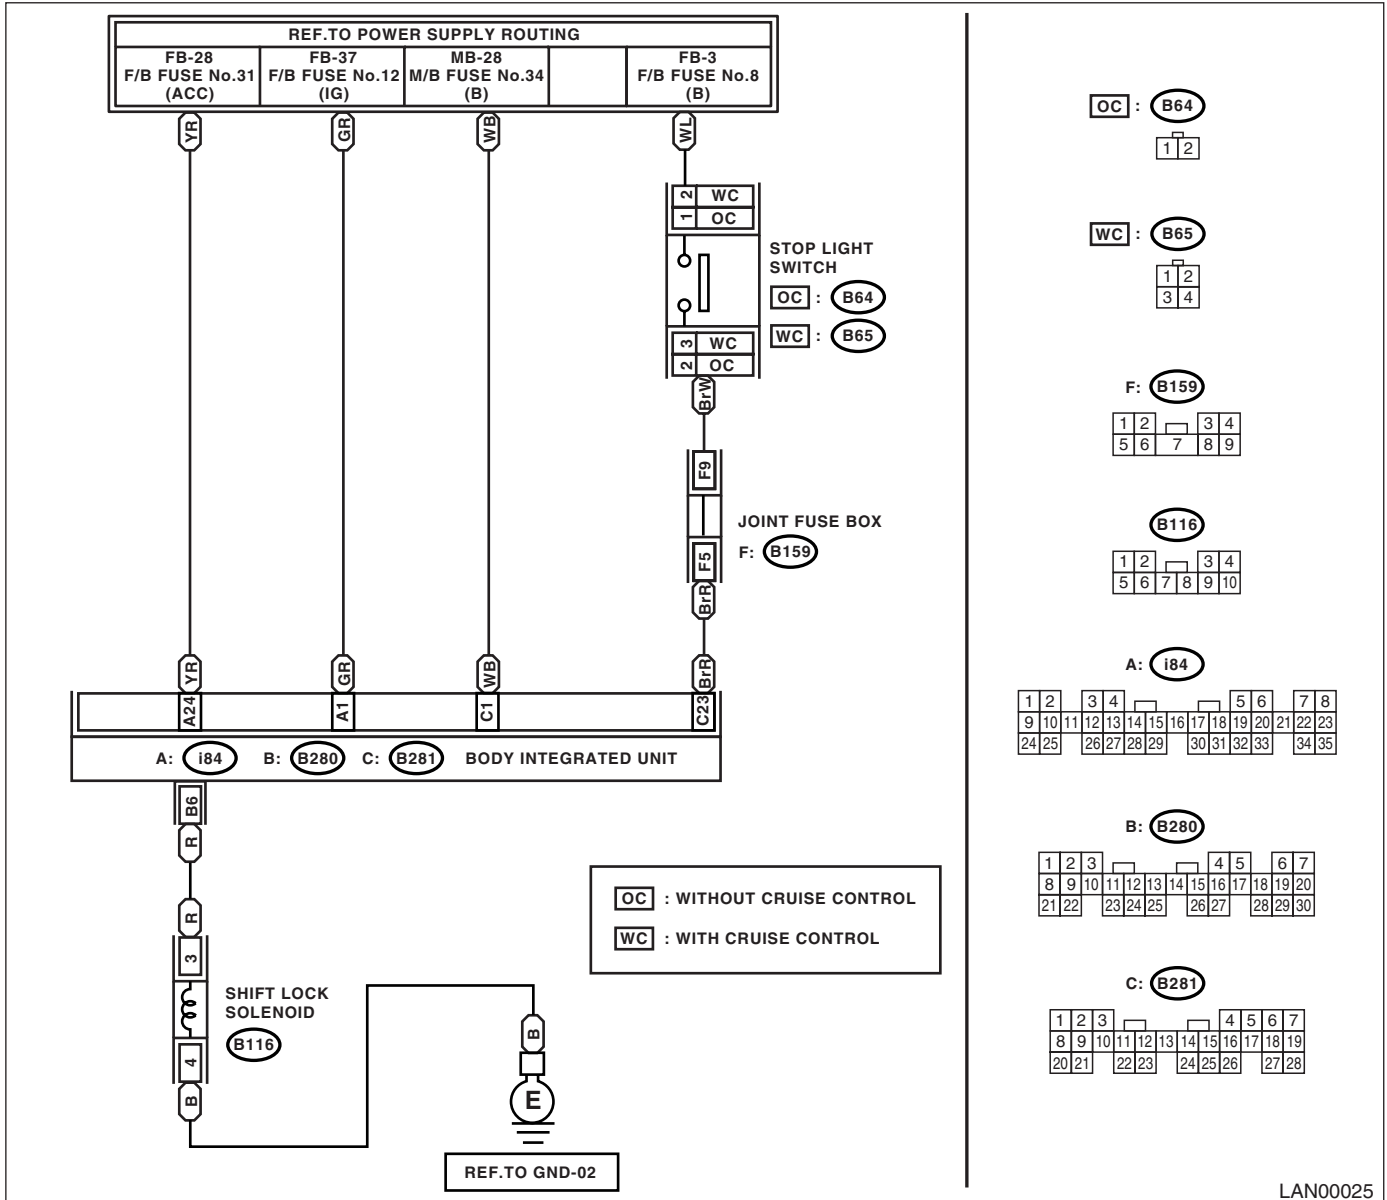 REF.TO POWER SUPPLY ROUTING
FB-28
F/B FUSE No.31
(ACC)
FB-37
F/B FUSE No.12
(IG)
MB-28
M/B FUSE No.34
(B)
FB-3
F/B FUSE No.8
(B)
YR
GR
WB
WL
2 WC
1 OC
STOP LIGHT
SWITCH
OC : B64
WC : B65
3 WC
2 OC
BrW
F9
JOINT FUSE BOX
F: B159
F5
BrR
YR
GR
WB
BrR
A24
A1
C1
C23
A: i84 B: B280 C: B281 BODY INTEGRATED UNIT
B6
R
R
3
SHIFT LOCK
SOLENOID
B116
4
B
B
E
REF.TO GND-02
OC : WITHOUT CRUISE CONTROL
WC : WITH CRUISE CONTROL
OC : B64
1 2
WC : B65
1 2
3 4
F: B159
1 2 3 4
5 6 7 8 9
B116
1 2 3 4
5 6 7 8 9 10
A: i84
1 2 3 4 5 6 7 8
9 10 11 12 13 14 15 16 17 18 19 20 21 22 23
24 25 26 27 28 29 30 31 32 33 34 35
B: B280
1 2 3 4 5 6 7
8 9 10 11 12 13 14 15 16 17 18 19 20
21 22 23 24 25 26 27 28 29 30
C: B281
1 2 3 4 5 6 7
8 9 10 11 12 13 14 15 16 17 18 19
20 21 22 23 24 25 26 27 28
LAN00025